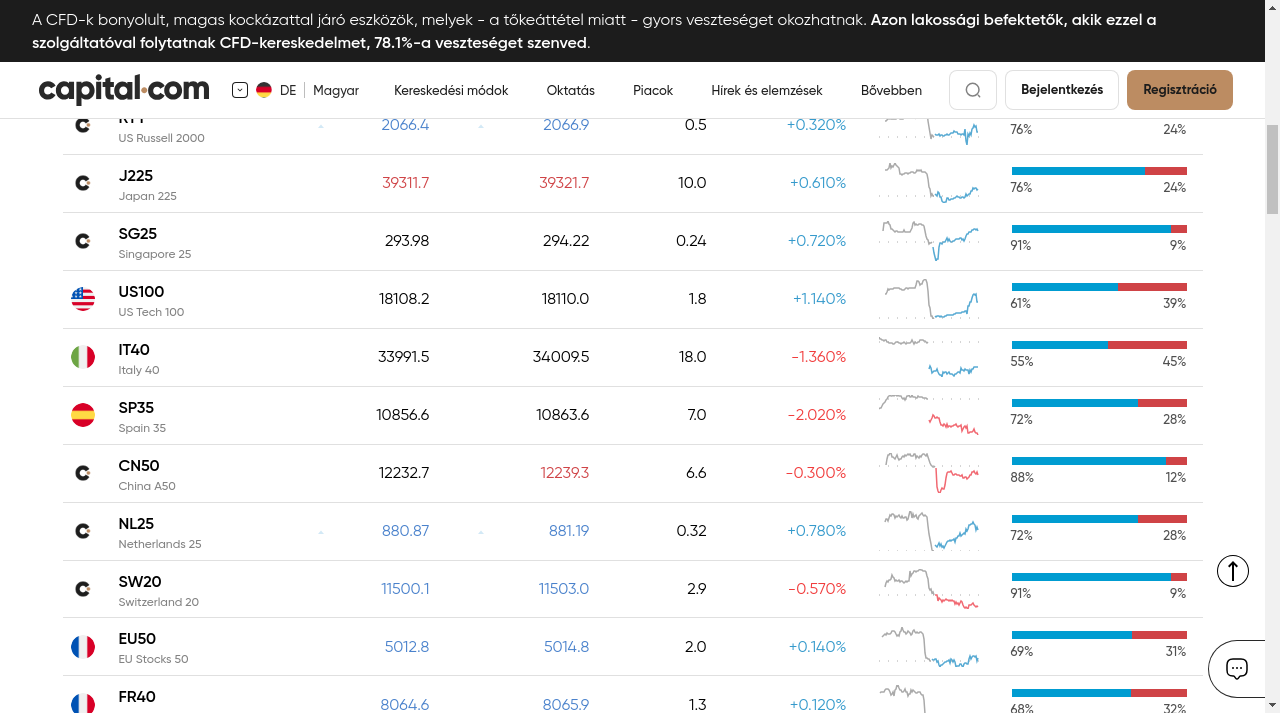 A CFD-k bonyolult, magas kockázattal járó eszközök, melyek - a tőkeáttétel miatt - gyors veszteséget okozhatnak. Azon lakossági befektetők, akik ezzel a
szolgáltatóval folytatnak CFD-kereskedelmet, 78.1%-a veszteséget szenved.
capital.com DE Magyar Kereskedési módok Oktatás Piacok Hírek és elemzések Bővebben Bejelentkezés Regisztráció
RTY 2066.4 2066.9 0.5 +0.320% 76% 24%
US Russell 2000
J225 39311.7 39321.7 10.0 +0.610% 76% 24%
Japan 225
SG25 293.98 294.22 0.24 +0.720% 91% 9%
Singapore 25
US100 18108.2 18110.0 1.8 +1.140% 61% 39%
US Tech 100
IT40 33991.5 34009.5 18.0 -1.360% 55% 45%
Italy 40
SP35 10856.6 10863.6 7.0 -2.020% 72% 28%
Spain 35
CN50 12232.7 12239.3 6.6 -0.300% 88% 12%
China A50
NL25 880.87 881.19 0.32 +0.780% 72% 28%
Netherlands 25
SW20 11500.1 11503.0 2.9 -0.570% 91% 9%
Switzerland 20
EU50 5012.8 5014.8 2.0 +0.140% 69% 31%
EU Stocks 50
FR40 8064.6 8065.9 1.3 +0.120% 68% 32%